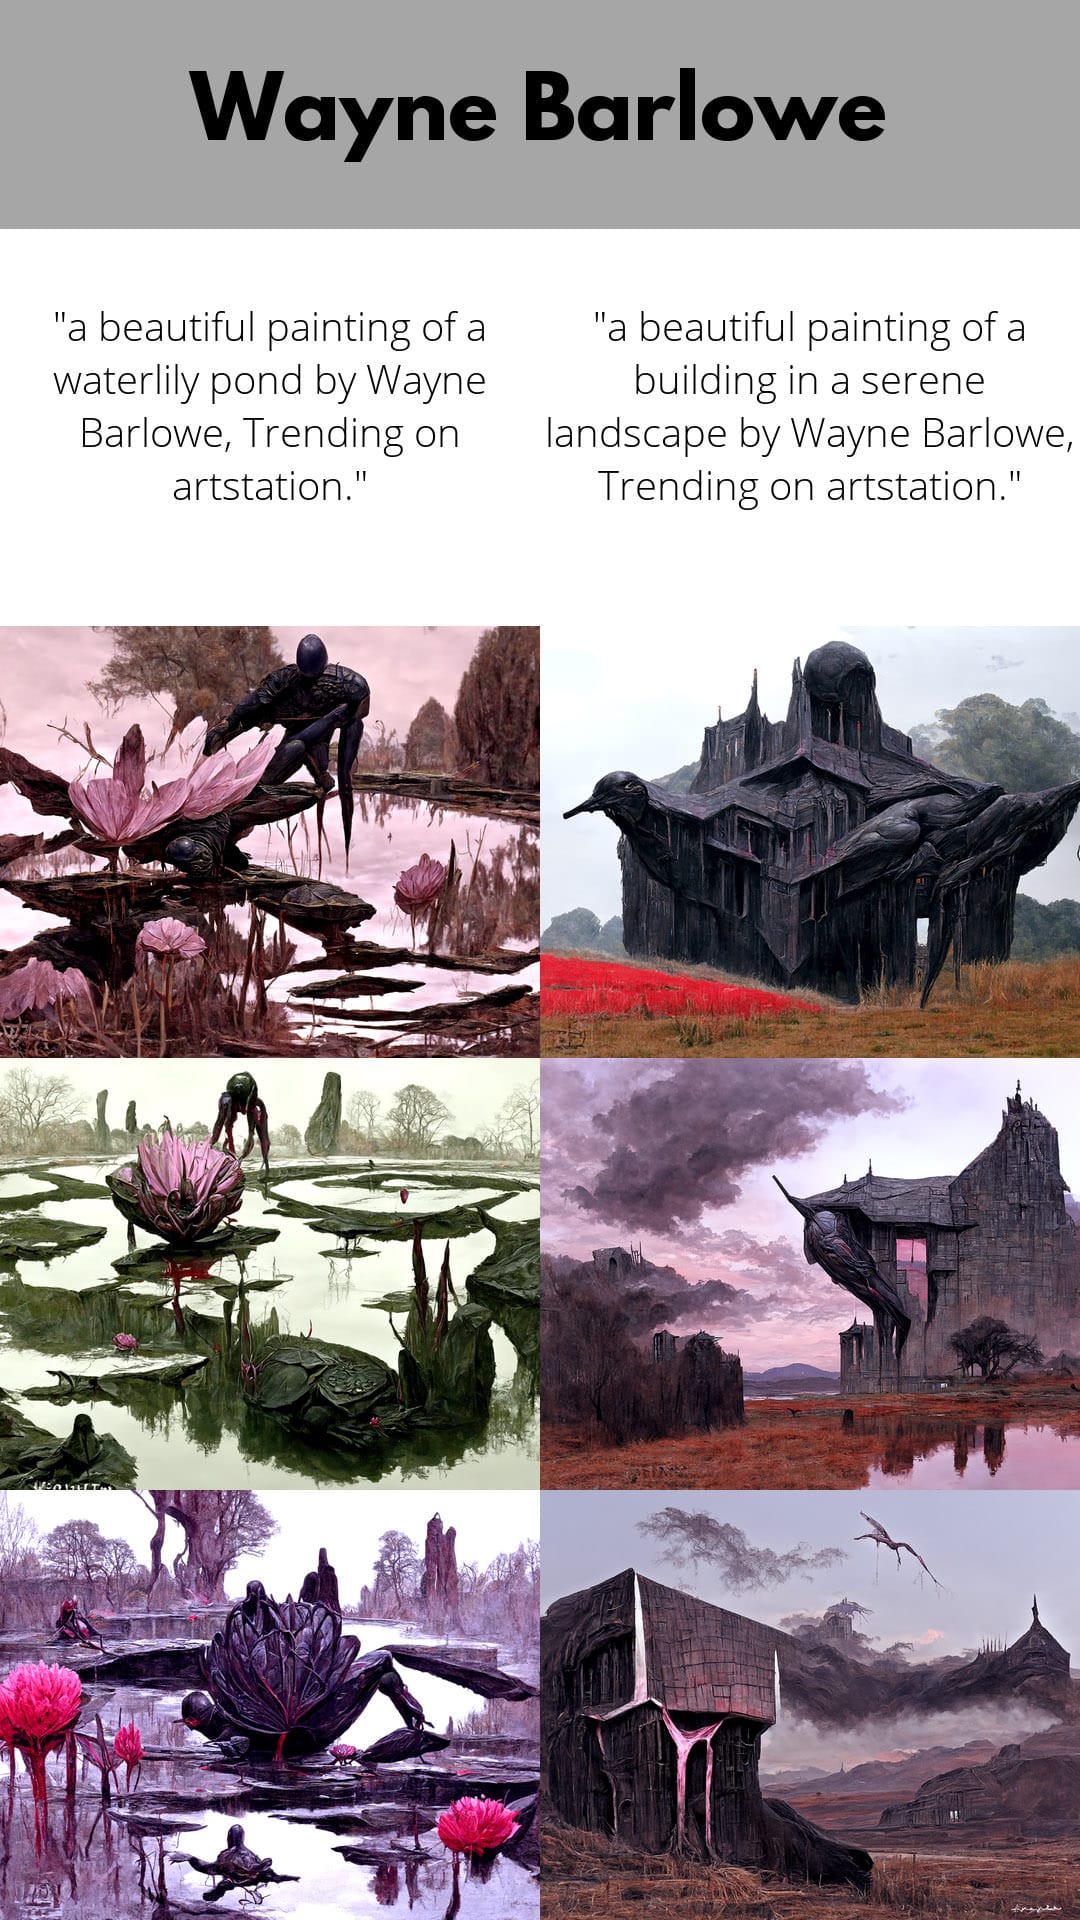 Wayne Barlowe
"a beautiful painting of a
waterlily pond by Wayne
Barlowe, Trending on
artstation."
"a beautiful painting of a
building in a serene
landscape by Wayne Barlowe,
Trending on artstation."